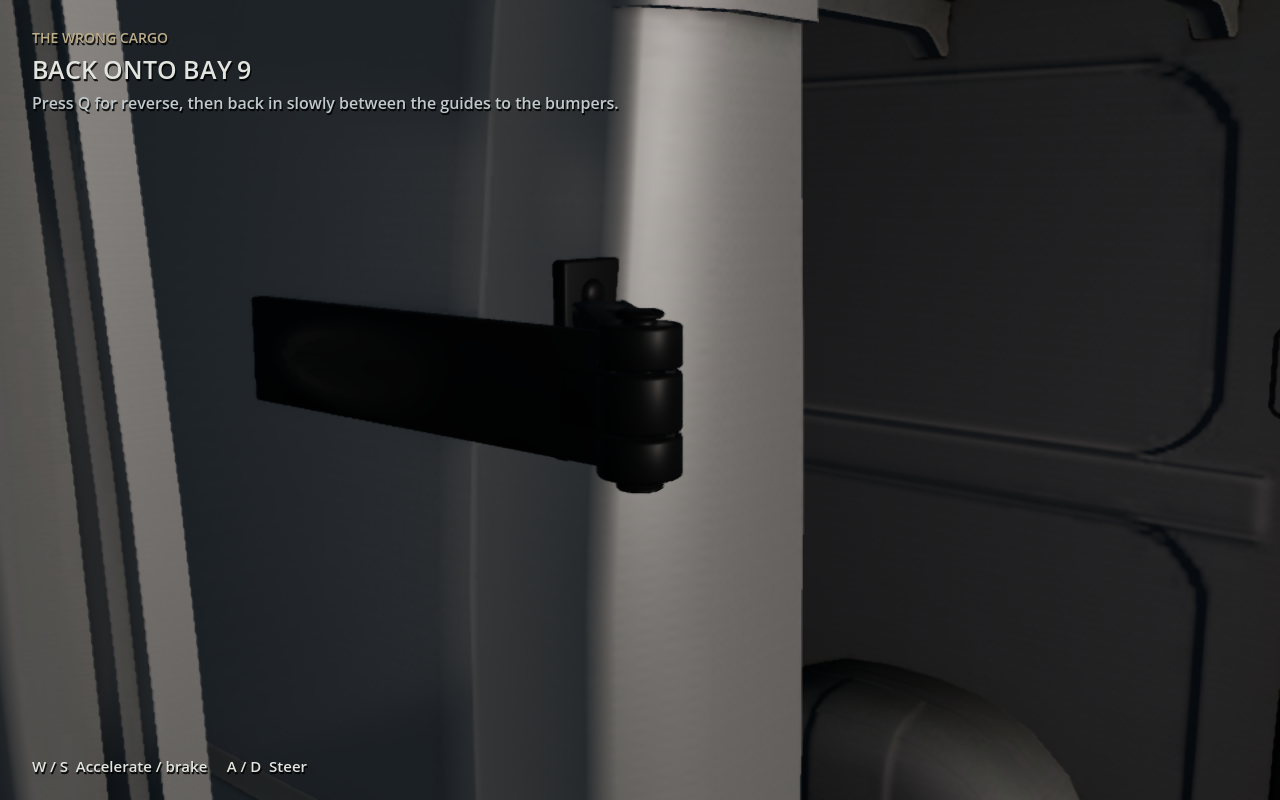 THE WRONG CARGO
BACK ONTO BAY 9
Press Q for reverse, then back in slowly between the guides to the bumpers.
W / S Accelerate / brake A / D Steer